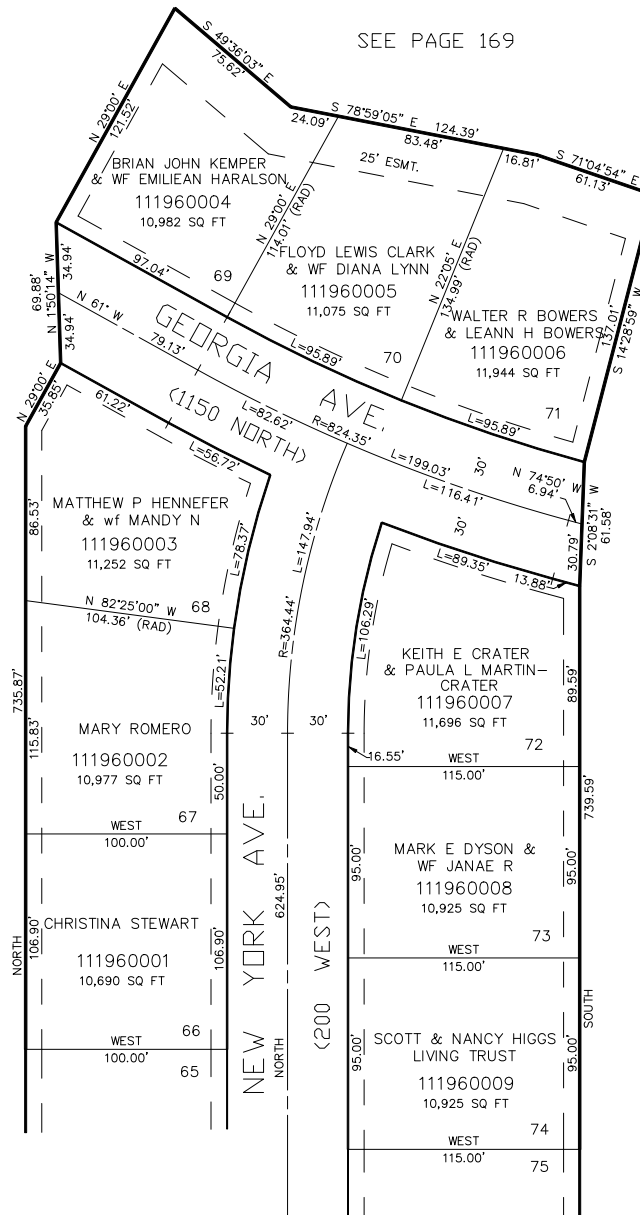 SEE PAGE 169
S 49°36'03" E
75.62'
24.09'
S 78°59'05" E
124.39'
83.48'
16.81'
S 71°04'54" E
61.13'
N 29°00' E
121.52'
25' ESMT.
BRIAN JOHN KEMPER
& WF EMILIEAN HARALSON
111960004
10,982 SQ FT
N 29°00' E
114.01' (RAD)
FLOYD LEWIS CLARK
& WF DIANA LYNN
111960005
11,075 SQ FT
N 22°05' E
134.99' (RAD)
WALTER R BOWERS
& LEANN H BOWERS
111960006
11,944 SQ FT
137.01'
S 14°28'59" W
69.88'
N 1°50'14" W
34.94'
34.94'
97.04'
69
N 61° W
79.13'
L=95.89'
70
L=95.89'
71
GEORGIA AVE.
(1150 NORTH)
L=82.62'
R=824.35'
L=199.03'
L=116.41'
30'
30'
N 74°50' W
6.94'
S 2°08'31" W
61.58'
30.79'
N 29°00' E
35.85'
61.22'
L=56.72'
86.53'
MATTHEW P HENNEFER
& wf MANDY N
111960003
11,252 SQ FT
L=78.37'
N 82°25'00" W
104.36' (RAD)
68
L=147.94'
R=364.44'
L=106.29'
L=89.35'
13.88'
KEITH E CRATER
& PAULA L MARTIN-
CRATER
111960007
11,696 SQ FT
89.59'
72
735.87'
115.83'
MARY ROMERO
111960002
10,977 SQ FT
L=52.21'
50.00'
67
30'
30'
16.55'
WEST
115.00'
WEST
100.00'
739.59'
NEW YORK AVE.
(200 WEST)
624.95'
NORTH
MARK E DYSON &
WF JANAE R
111960008
10,925 SQ FT
95.00'
95.00'
73
WEST
115.00'
NORTH
106.90'
CHRISTINA STEWART
111960001
10,690 SQ FT
106.90'
66
WEST
100.00'
65
SOUTH
SCOTT & NANCY HIGGS
LIVING TRUST
111960009
10,925 SQ FT
95.00'
95.00'
74
WEST
115.00'
75